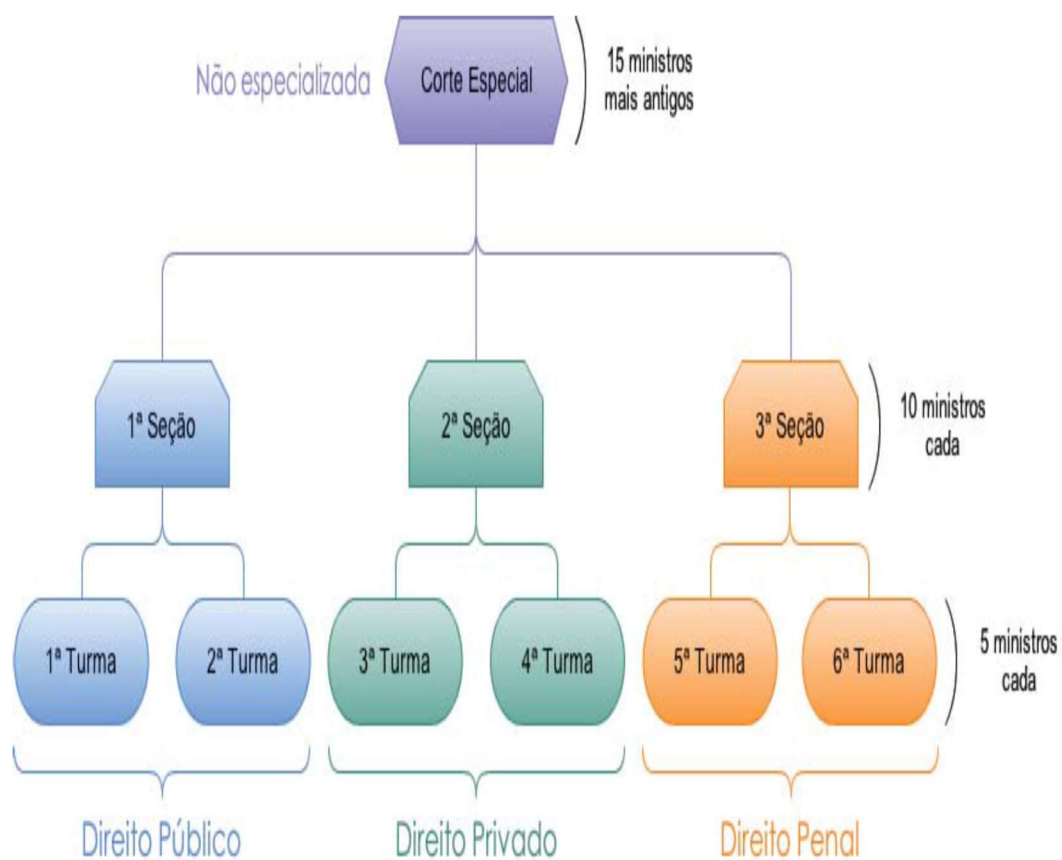 Não especializada
Corte Especial
15 ministros
mais antigos
1ª Seção
2ª Seção
3ª Seção
10 ministros
cada
1ª Turma
2ª Turma
3ª Turma
4ª Turma
5ª Turma
6ª Turma
5 ministros
cada
Direito Público
Direito Privado
Direito Penal